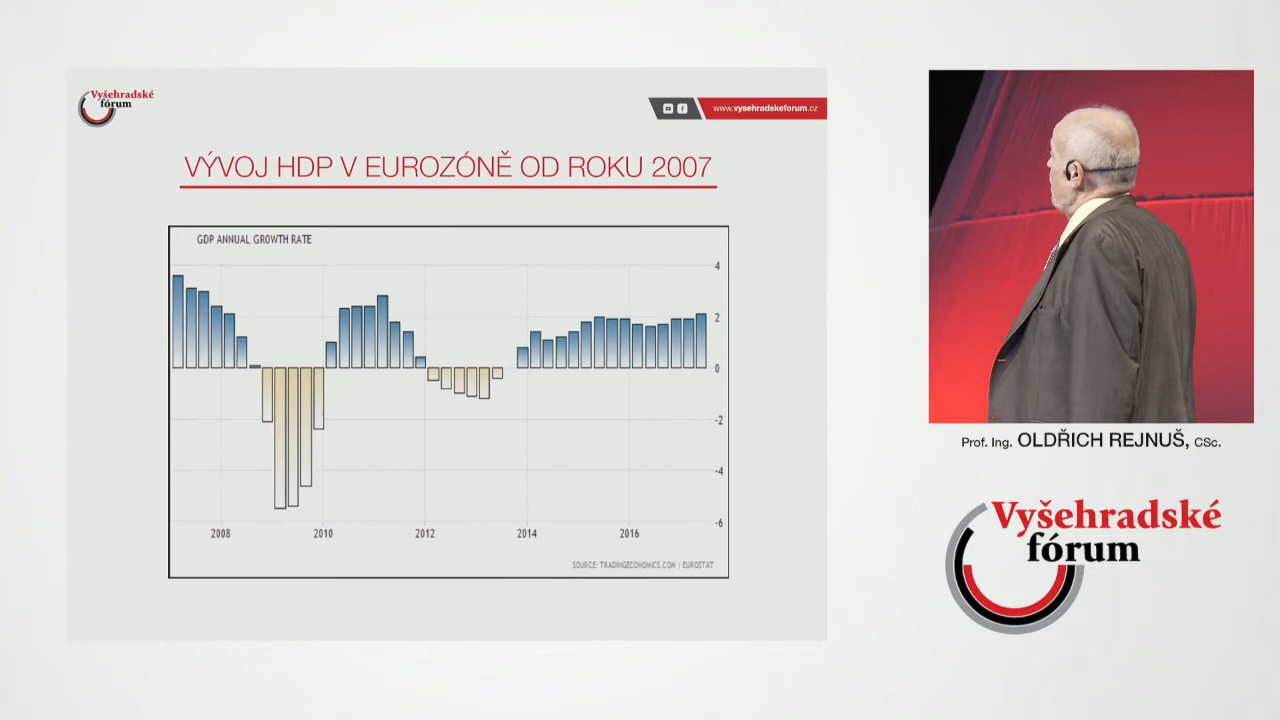 Vyšehradské
fórum
www.vysehradskeforum.cz
VÝVOJ HDP V EUROZÓNĚ OD ROKU 2007
GDP ANNUAL GROWTH RATE
4
2
0
-2
-4
-6
2008 2010 2012 2014 2016
SOURCE: TRADINGECONOMICS.COM | EUROSTAT
Prof. Ing. OLDŘICH REJNUŠ, CSc.
Vyšehradské
fórum